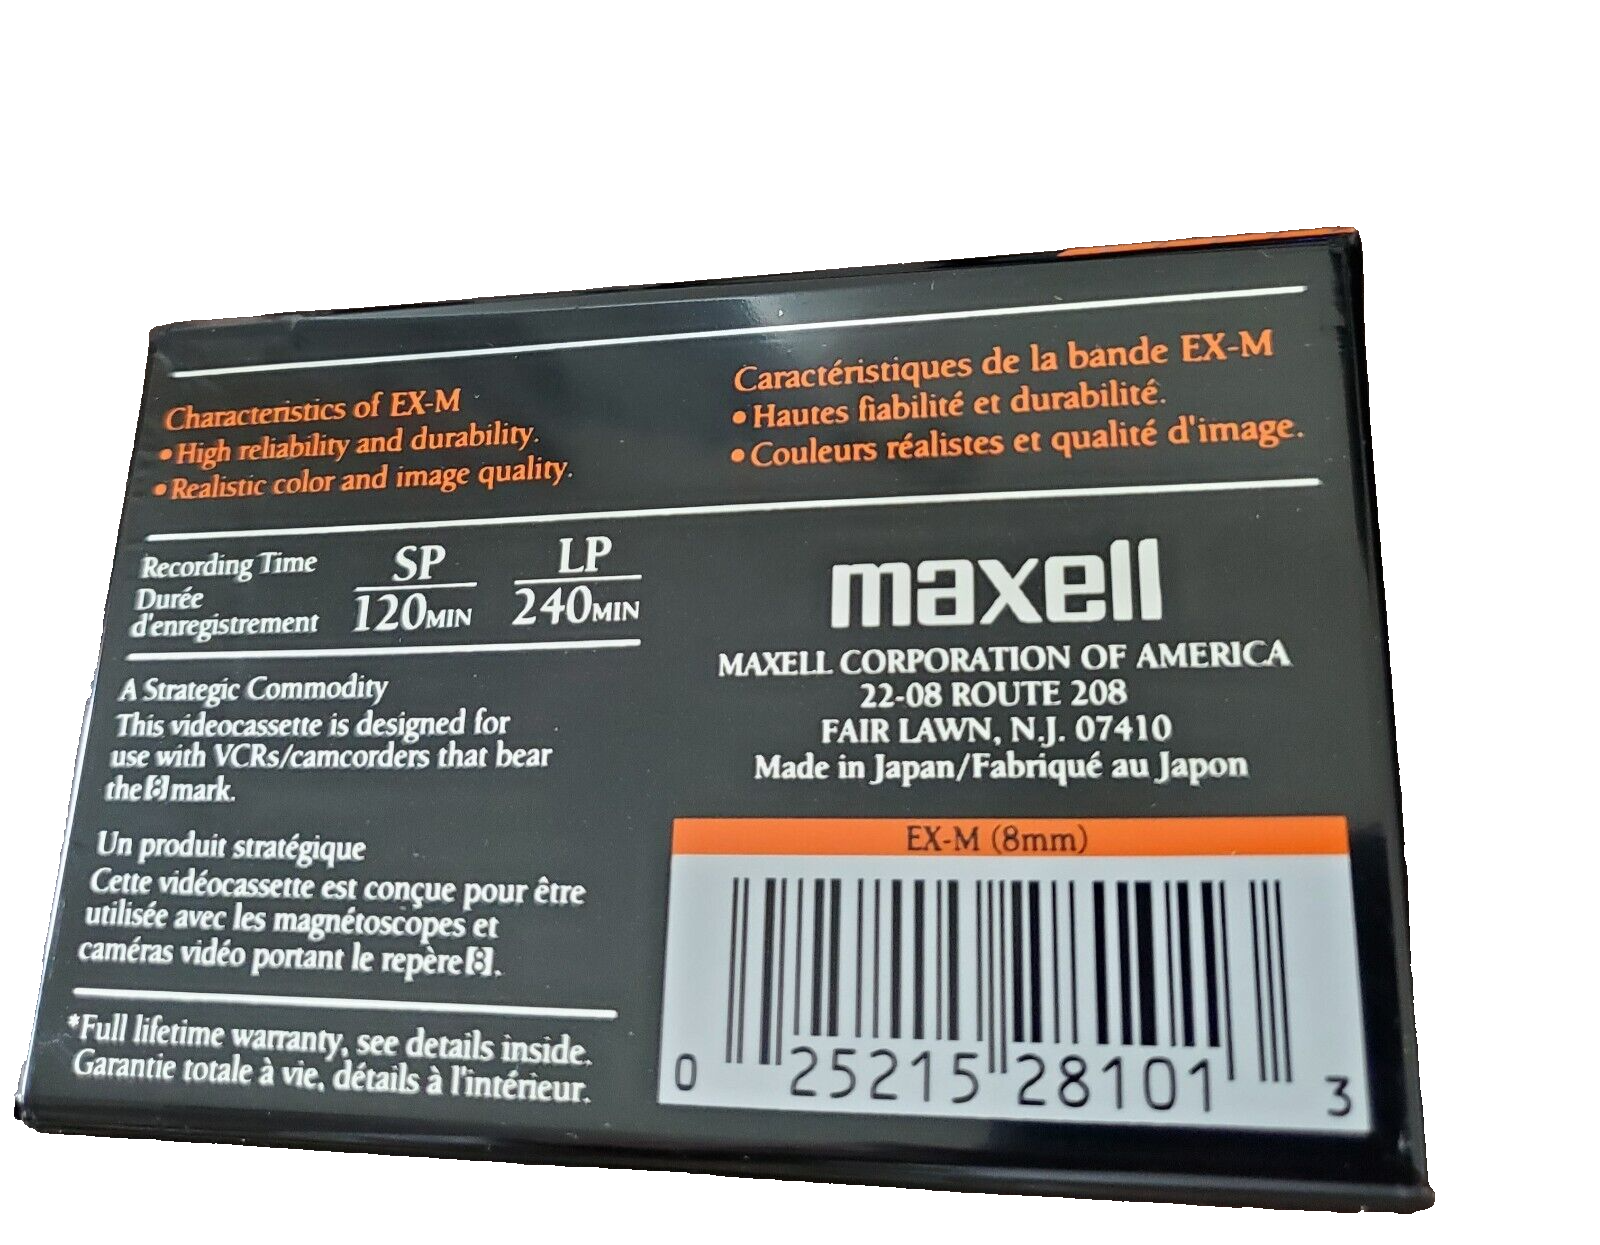 Characteristics of EX-M
•High reliability and durability.
•Realistic color and image quality.
Caractéristiques de la bande EX-M
•Hautes fiabilité et durabilité.
•Couleurs réalistes et qualité d'image.
Recording Time
Durée
d'enregistrement
SP
120MIN
LP
240MIN
A Strategic Commodity
This videocassette is designed for
use with VCRs/camcorders that bear
the 8 mark.
Un produit stratégique
Cette vidéocassette est conçue pour être
utilisée avec les magnétoscopes et
caméras vidéo portant le repère 8.
*Full lifetime warranty, see details inside.
Garantie totale à vie, détails à l'intérieur.
maxell
MAXELL CORPORATION OF AMERICA
22-08 ROUTE 208
FAIR LAWN, N.J. 07410
Made in Japan/Fabriqué au Japon
EX-M (8mm)
0 25215 28101 3